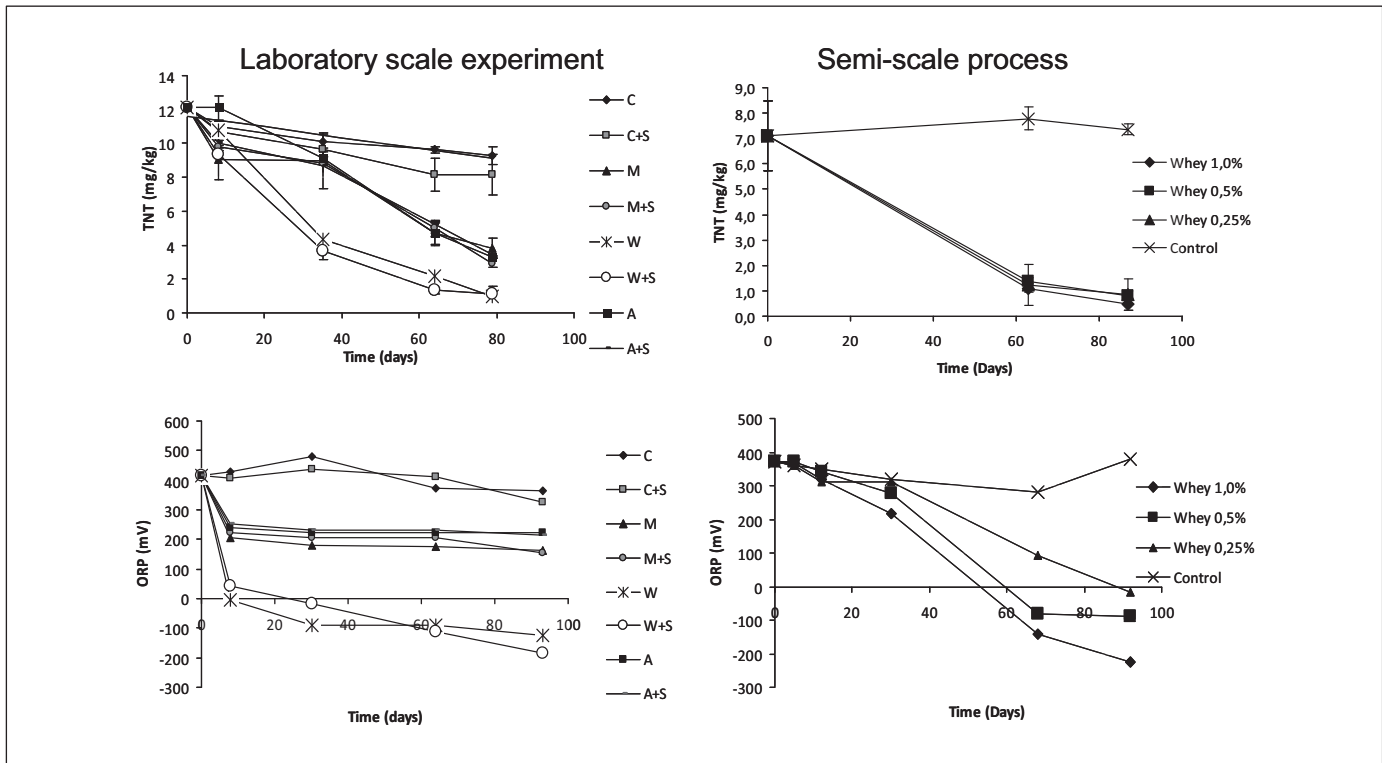 Laboratory scale experiment
14
12
10
8
6
4
2
0
TNT (mg/kg)
0 20 40 60 80 100
Time (days)
C
C+S
M
M+S
W
W+S
A
A+S
Semi-scale process
9,0
8,0
7,0
6,0
5,0
4,0
3,0
2,0
1,0
0,0
TNT (mg/kg)
0 20 40 60 80 100
Time (Days)
Whey 1,0%
Whey 0,5%
Whey 0,25%
Control
600
500
400
300
200
100
0
-100
-200
-300
ORP (mV)
0 20 40 60 80 100
Time (days)
C
C+S
M
M+S
W
W+S
A
A+S
500
400
300
200
100
0
-100
-200
-300
ORP (mV)
0 20 40 60 80 100
Time (Days)
Whey 1,0%
Whey 0,5%
Whey 0,25%
Control